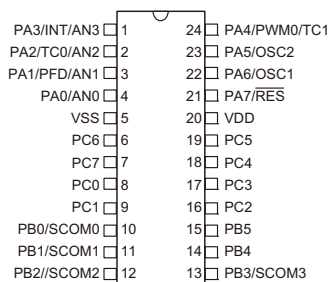 PA3/INT/AN3 1 24 PA4/PWM0/TC1
PA2/TC0/AN2 2 23 PA5/OSC2
PA1/PFD/AN1 3 22 PA6/OSC1
PA0/AN0 4 21 PA7/RES
VSS 5 20 VDD
PC6 6 19 PC5
PC7 7 18 PC4
PC0 8 17 PC3
PC1 9 16 PC2
PB0/SCOM0 10 15 PB5
PB1/SCOM1 11 14 PB4
PB2//SCOM2 12 13 PB3/SCOM3